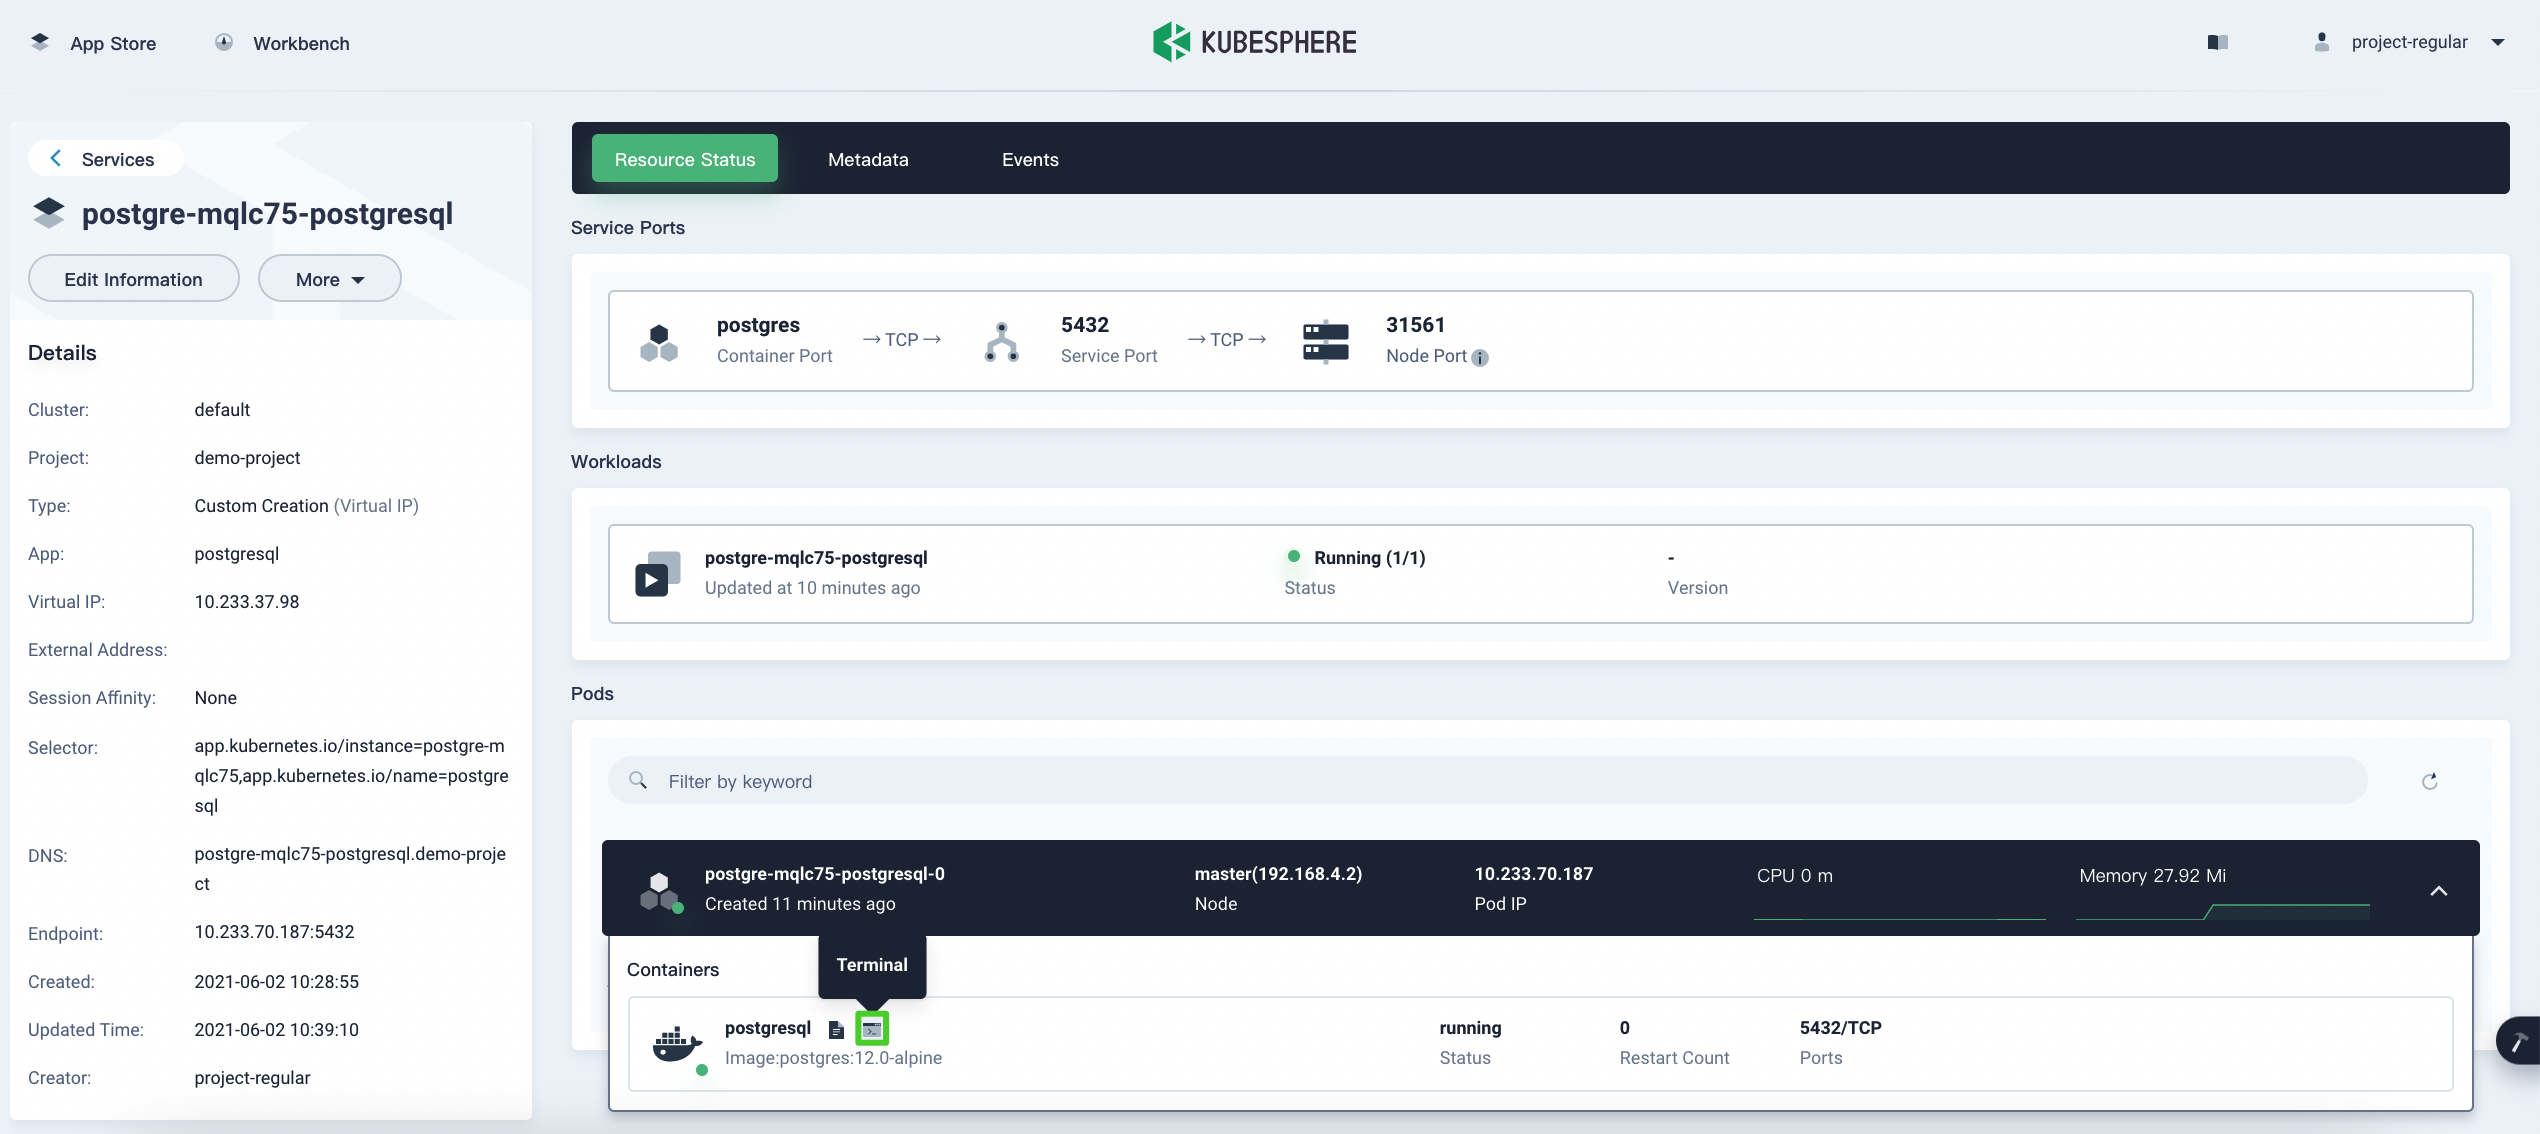 App Store
Workbench
KUBESPHERE
project-regular
Services
postgre-mqlc75-postgresql
Edit Information
More
Details
Cluster: default
Project: demo-project
Type: Custom Creation (Virtual IP)
App: postgresql
Virtual IP: 10.233.37.98
External Address:
Session Affinity: None
Selector: app.kubernetes.io/instance=postgre-m
qlc75,app.kubernetes.io/name=postgre
sql
DNS: postgre-mqlc75-postgresql.demo-proje
ct
Endpoint: 10.233.70.187:5432
Created: 2021-06-02 10:28:55
Updated Time: 2021-06-02 10:39:10
Creator: project-regular
Resource Status
Metadata
Events
Service Ports
postgres
Container Port
→ TCP →
5432
Service Port
→ TCP →
31561
Node Port
Workloads
postgre-mqlc75-postgresql
Updated at 10 minutes ago
Running (1/1)
Status
-
Version
Pods
Filter by keyword
postgre-mqlc75-postgresql-0
Created 11 minutes ago
master(192.168.4.2)
Node
10.233.70.187
Pod IP
CPU 0 m
Memory 27.92 Mi
Containers
Terminal
postgresql
Image:postgres:12.0-alpine
running
Status
0
Restart Count
5432/TCP
Ports